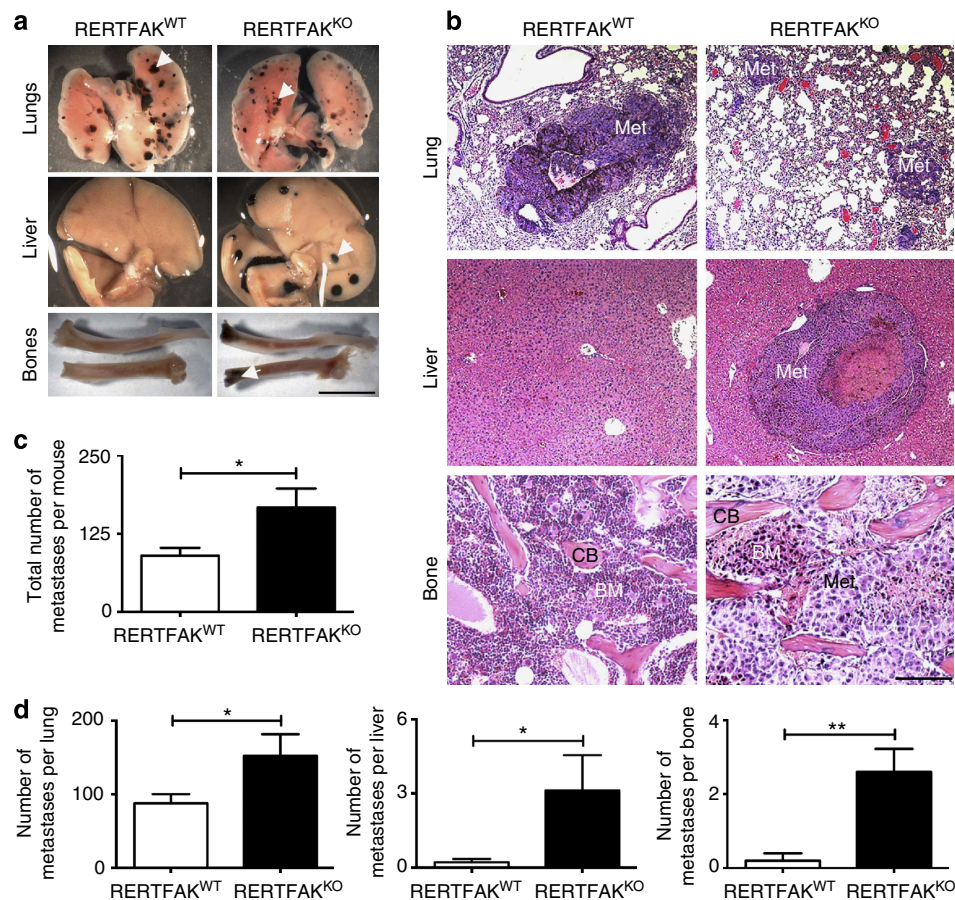 a
RERTFAK^WT RERTFAK^KO
Lungs
Liver
Bones
b
RERTFAK^WT RERTFAK^KO
Lung
Met
Met
Met
Liver
Met
Bone
CB
BM
CB
BM
Met
c
Total number of
metastases per mouse
250
125
0
*
RERTFAK^WT RERTFAK^KO
d
Number of
metastases per lung
200
100
0
*
RERTFAK^WT RERTFAK^KO
Number of
metastases per liver
6
3
0
*
RERTFAK^WT RERTFAK^KO
Number of
metastases per bone
4
2
0
**
RERTFAK^WT RERTFAK^KO